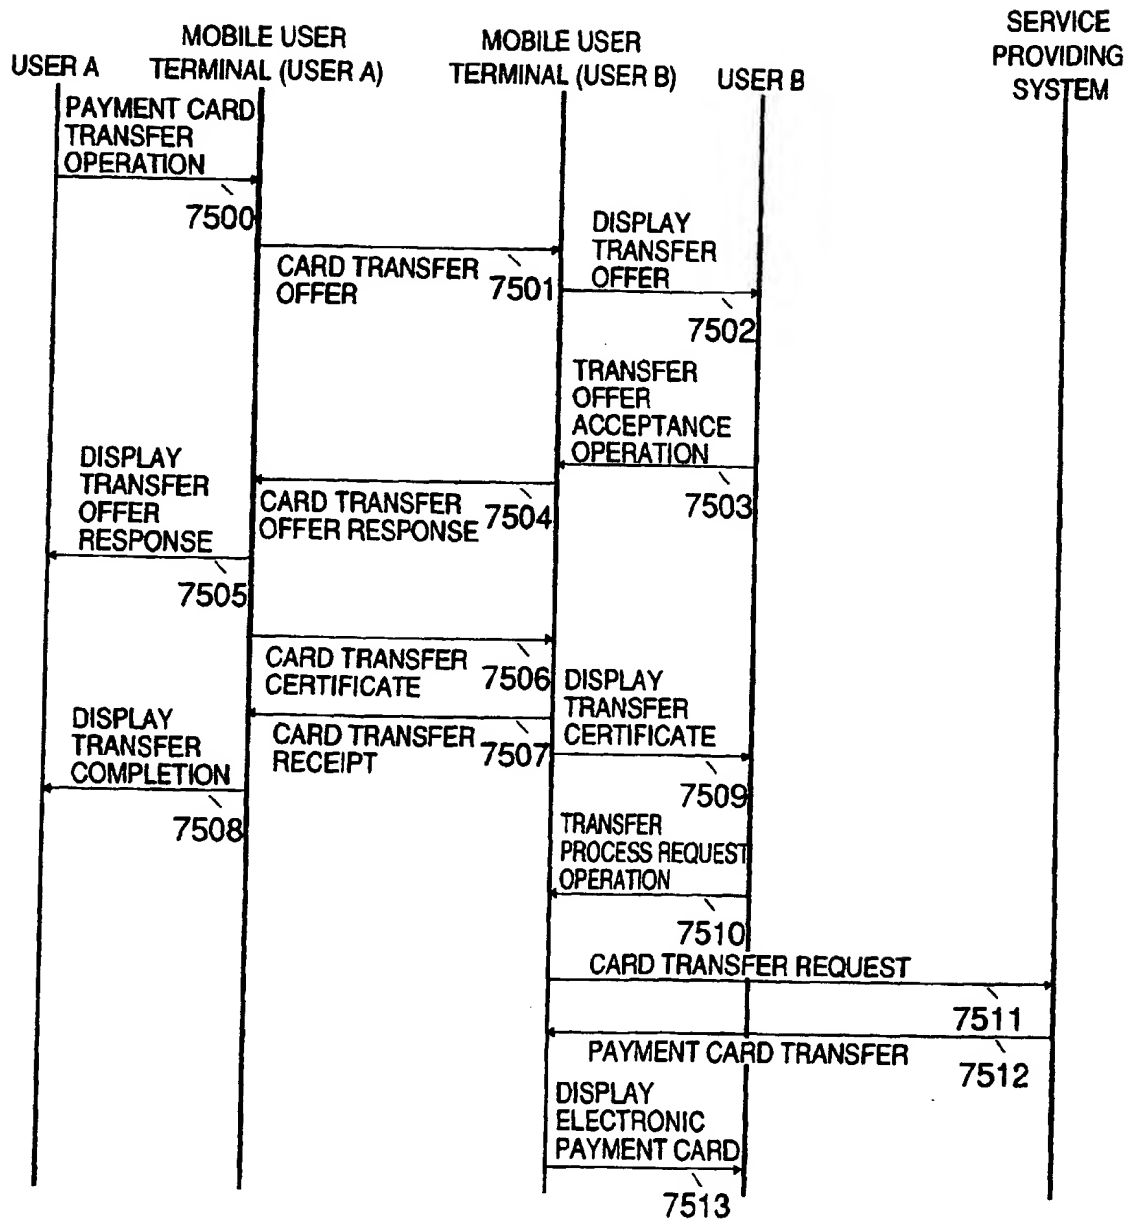 USER A
MOBILE USER
TERMINAL (USER A)
MOBILE USER
TERMINAL (USER B)
USER B
SERVICE
PROVIDING
SYSTEM
PAYMENT CARD
TRANSFER
OPERATION
7500
CARD TRANSFER
OFFER
7501
DISPLAY
TRANSFER
OFFER
7502
TRANSFER
OFFER
ACCEPTANCE
OPERATION
7503
CARD TRANSFER
OFFER RESPONSE
7504
DISPLAY
TRANSFER
OFFER
RESPONSE
7505
CARD TRANSFER
CERTIFICATE
7506
CARD TRANSFER
RECEIPT
7507
DISPLAY
TRANSFER
COMPLETION
7508
DISPLAY
TRANSFER
CERTIFICATE
7509
TRANSFER
PROCESS REQUEST
OPERATION
7510
CARD TRANSFER REQUEST
7511
PAYMENT CARD TRANSFER
7512
DISPLAY
ELECTRONIC
PAYMENT CARD
7513